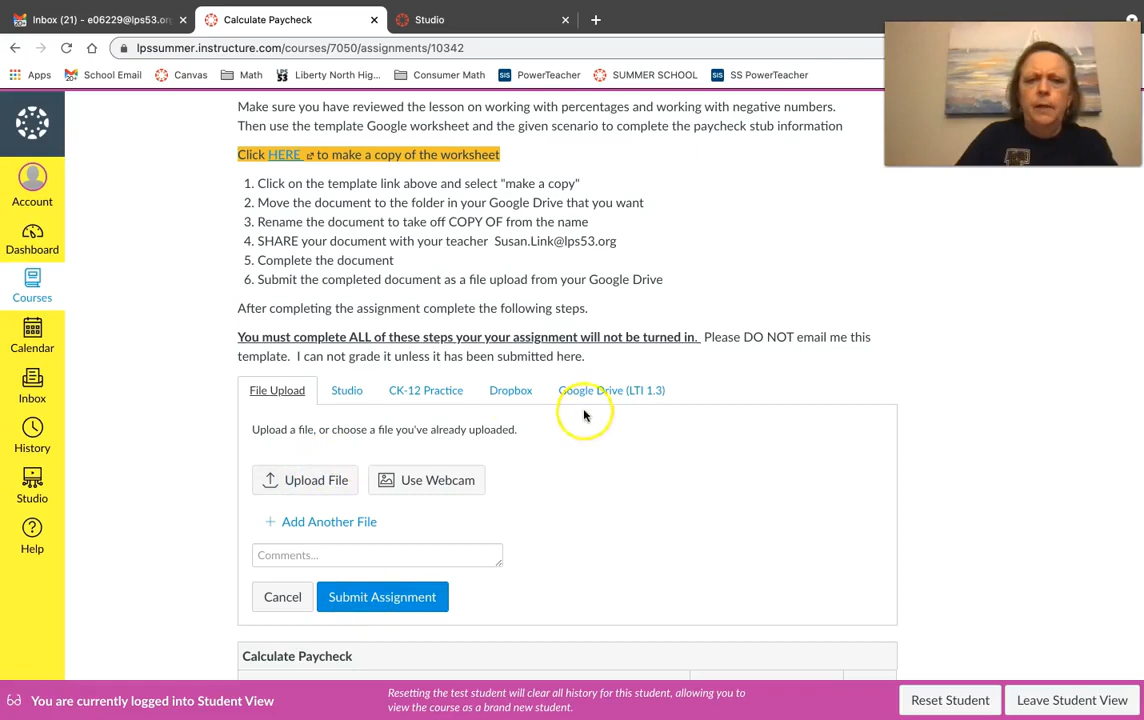 Inbox (21) - e06229@lps53.or
Calculate Paycheck
Studio
lpssummer.instructure.com/courses/7050/assignments/10342
Apps
School Email
Canvas
Math
Liberty North Hig...
Consumer Math
PowerTeacher
SUMMER SCHOOL
SS PowerTeacher
Make sure you have reviewed the lesson on working with percentages and working with negative numbers.
Then use the template Google worksheet and the given scenario to complete the paycheck stub information
Click HERE to make a copy of the worksheet
1. Click on the template link above and select "make a copy"
2. Move the document to the folder in your Google Drive that you want
3. Rename the document to take off COPY OF from the name
4. SHARE your document with your teacher Susan.Link@lps53.org
5. Complete the document
6. Submit the completed document as a file upload from your Google Drive
After completing the assignment complete the following steps.
You must complete ALL of these steps your your assignment will not be turned in. Please DO NOT email me this
template. I can not grade it unless it has been submitted here.
File Upload
Studio
CK-12 Practice
Dropbox
Google Drive (LTI 1.3)
Upload a file, or choose a file you've already uploaded.
Upload File
Use Webcam
+ Add Another File
Comments...
Cancel
Submit Assignment
Calculate Paycheck
Account
Dashboard
Courses
Calendar
Inbox
History
Studio
Help
You are currently logged into Student View
Resetting the test student will clear all history for this student, allowing you to
view the course as a brand new student.
Reset Student
Leave Student View